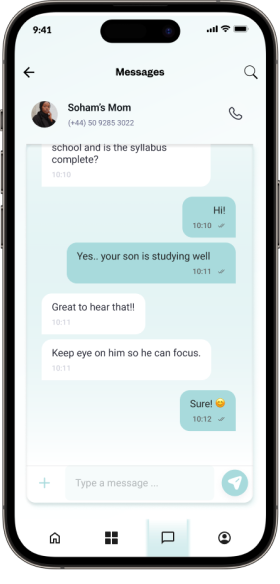 9:41
Messages
Soham's Mom
(+44) 50 9285 3022
school and is the syllabus
complete?
10:10
Hi!
10:10
Yes.. your son is studying well
10:11
Great to hear that!!
10:11
Keep eye on him so he can focus.
10:11
Sure! 😊
10:12
Type a message ...